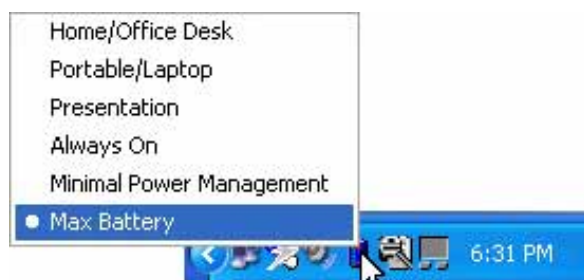 Home/Office Desk
Portable/Laptop
Presentation
Always On
Minimal Power Management
Max Battery
6:31 PM